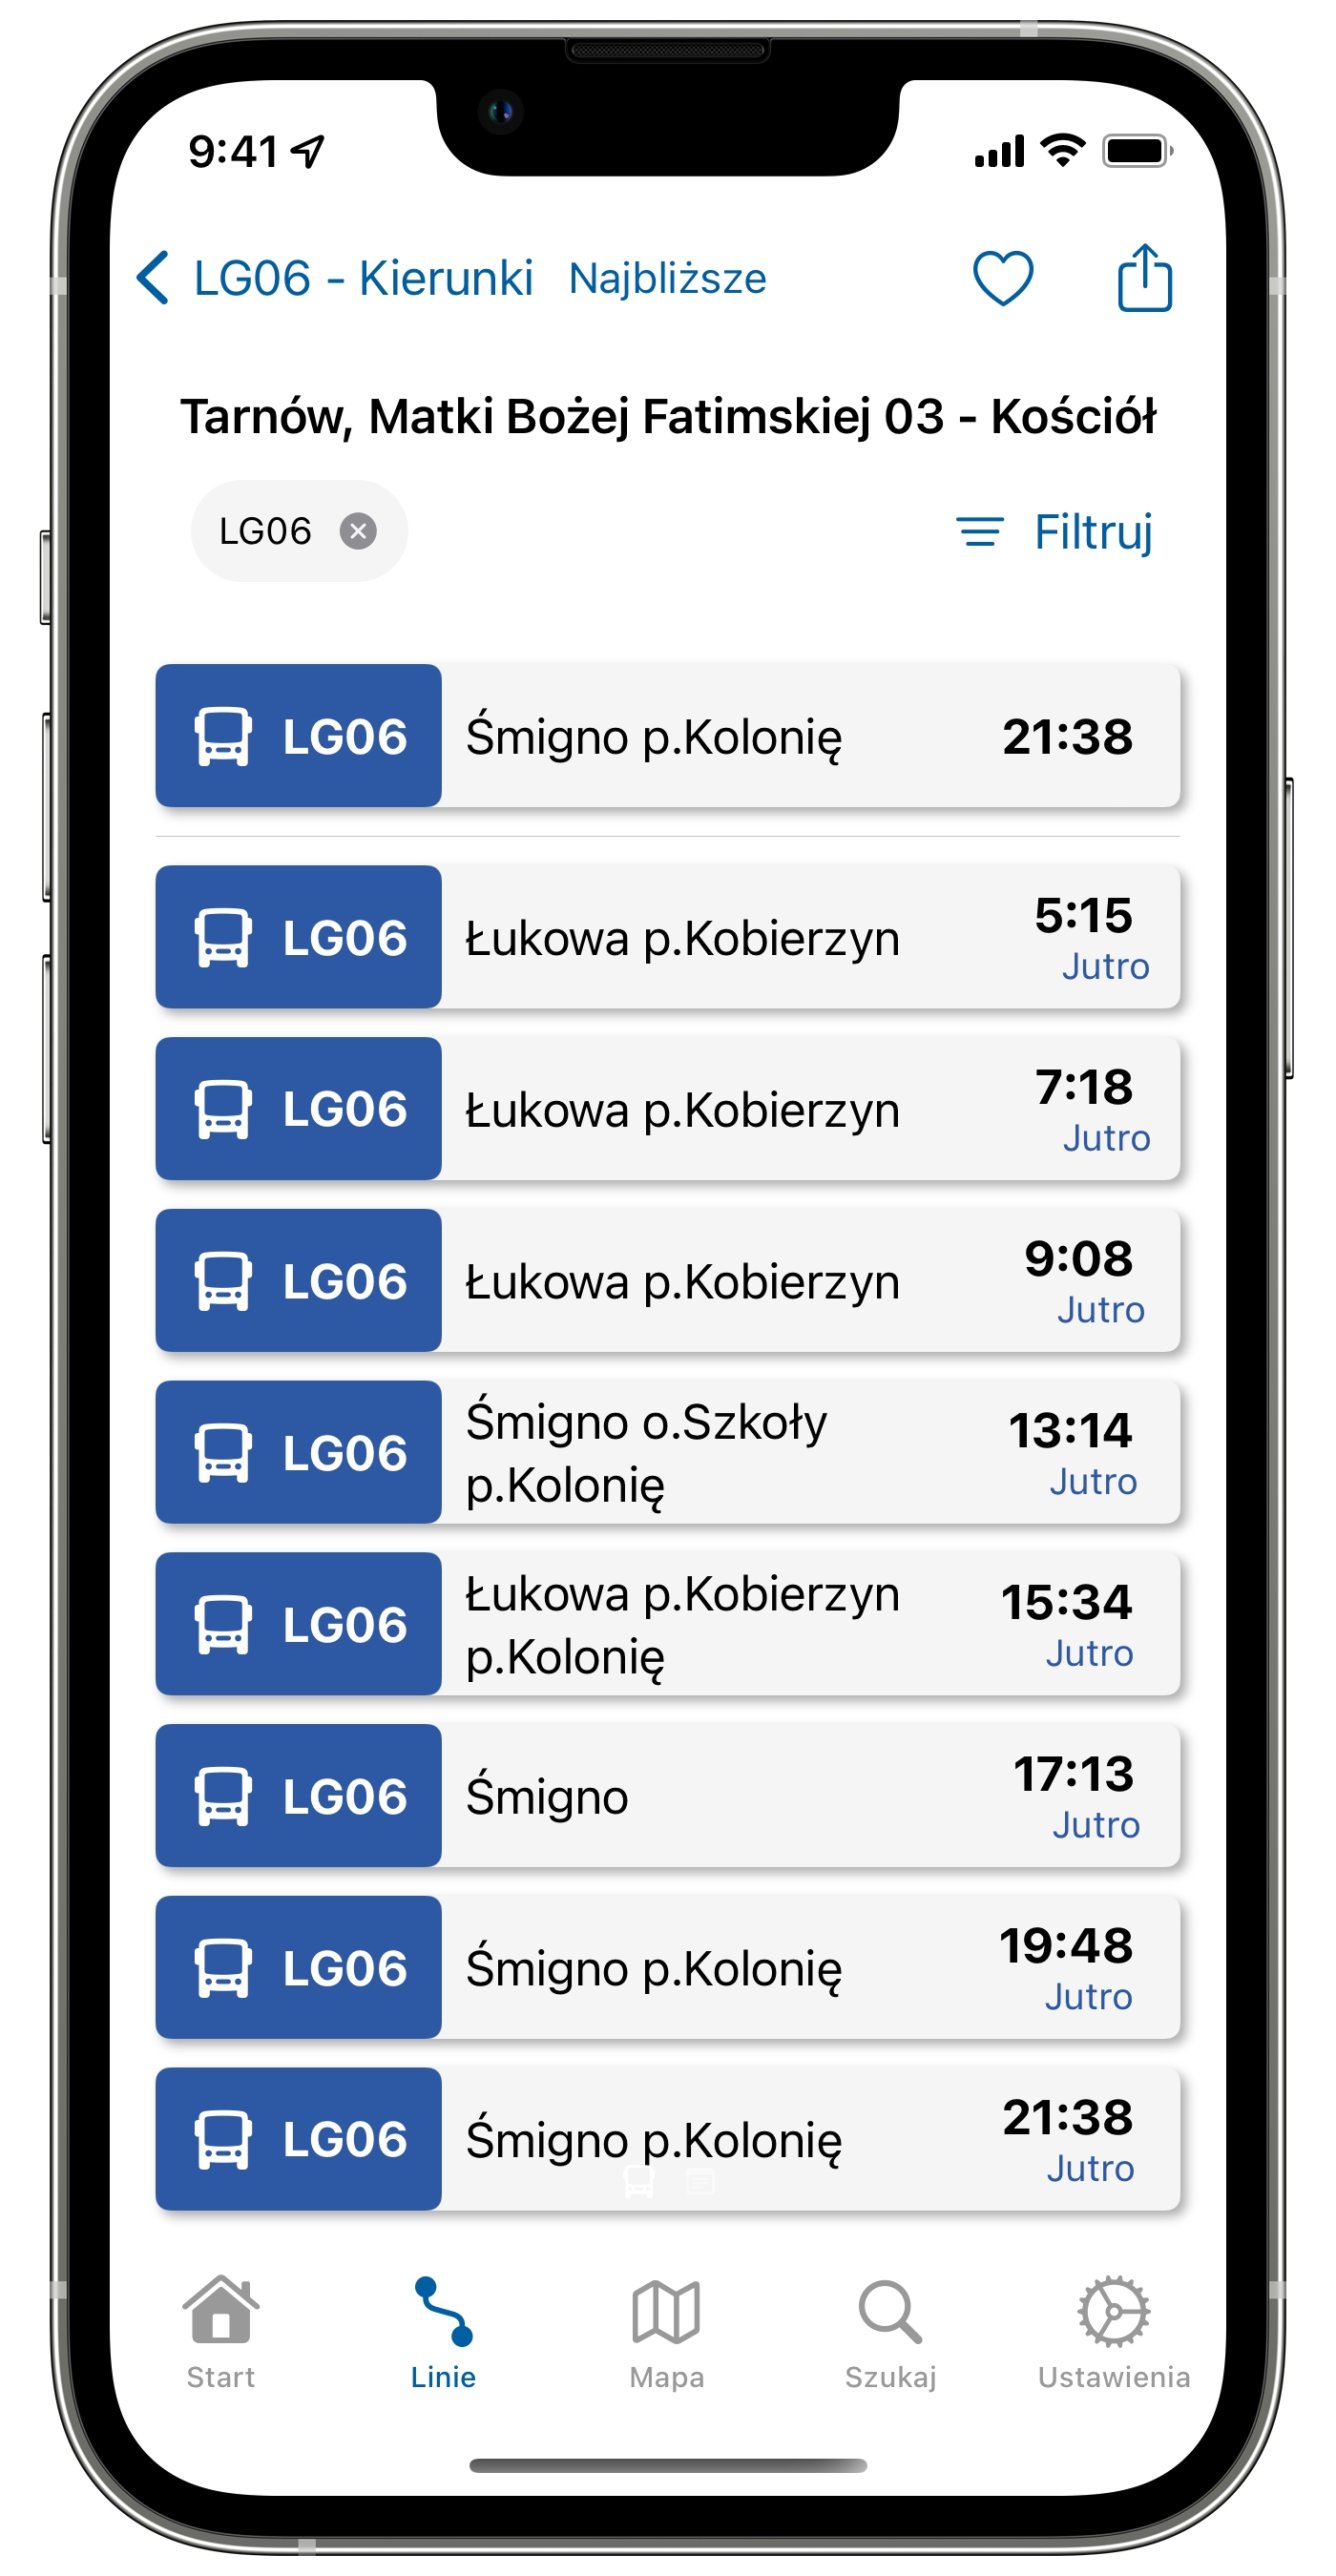 9:41
LG06 - Kierunki Najbliższe
Tarnów, Matki Bożej Fatimskiej 03 - Kościół
LG06
Filtruj
LG06 Śmigno p.Kolonię 21:38
LG06 Łukowa p.Kobierzyn 5:15
Jutro
LG06 Łukowa p.Kobierzyn 7:18
Jutro
LG06 Łukowa p.Kobierzyn 9:08
Jutro
LG06 Śmigno o.Szkoły
p.Kolonię 13:14
Jutro
LG06 Łukowa p.Kobierzyn
p.Kolonię 15:34
Jutro
LG06 Śmigno 17:13
Jutro
LG06 Śmigno p.Kolonię 19:48
Jutro
LG06 Śmigno p.Kolonię 21:38
Jutro
Start Linie Mapa Szukaj Ustawienia